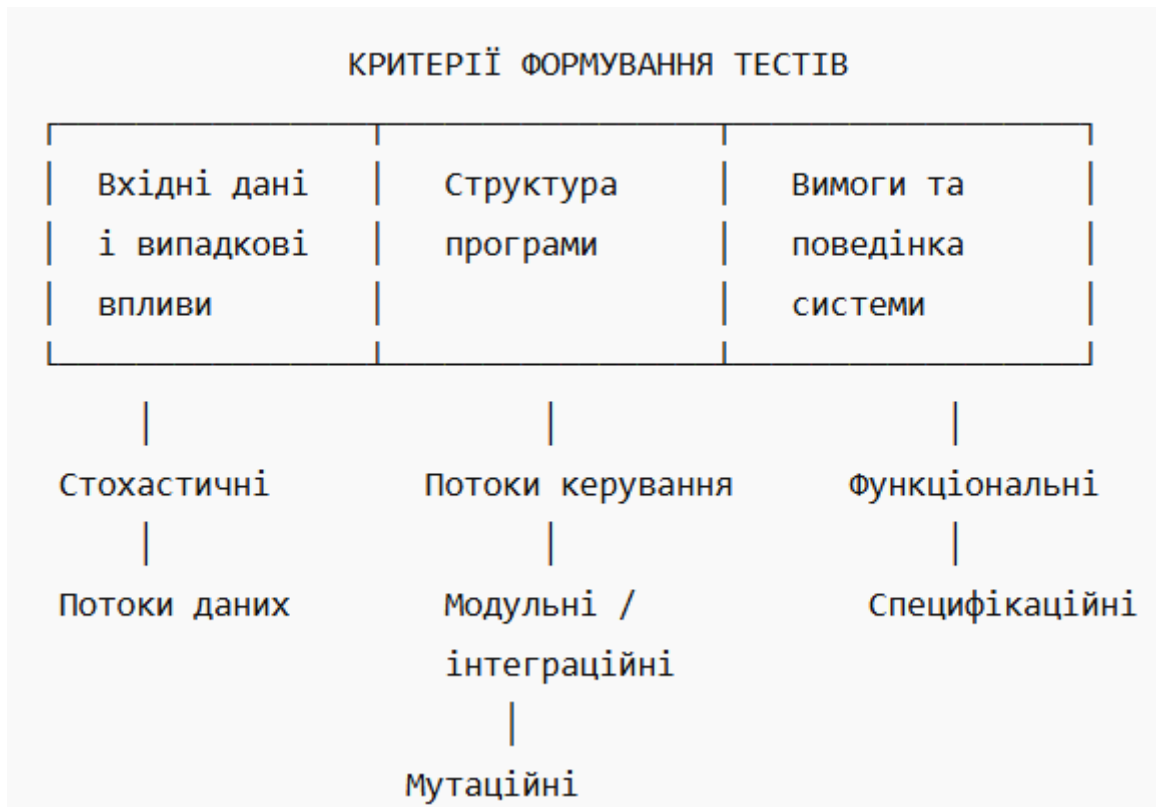 КРИТЕРІЇ ФОРМУВАННЯ ТЕСТІВ
Вхідні дані Структура Вимоги та
і випадкові програми поведінка
впливи системи
Стохастичні Потоки керування Функціональні
Потоки даних Модульні / Специфікаційні
інтеграційні
Мутаційні